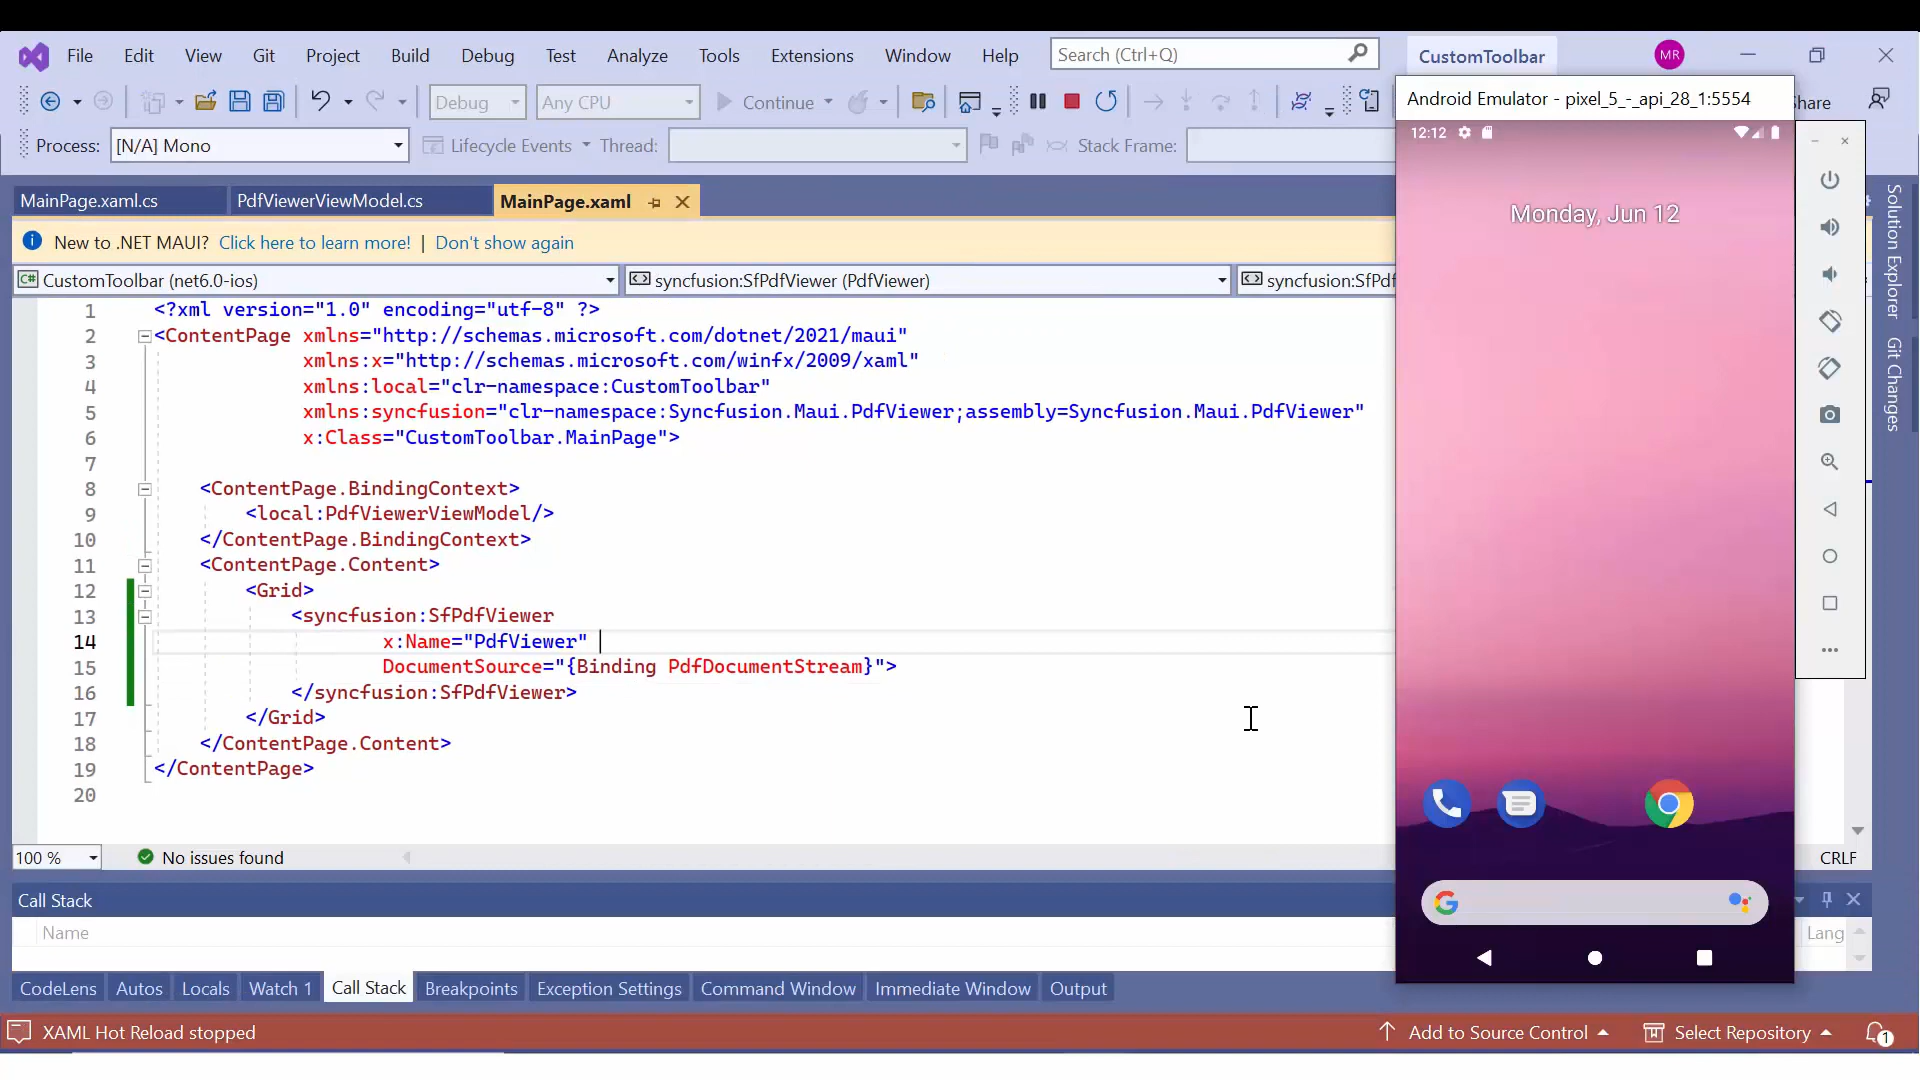 File Edit View Git Project Build Debug Test Analyze Tools Extensions Window Help Search (Ctrl+Q) CustomToolbar MR
Debug Any CPU Continue
Process: [N/A] Mono Lifecycle Events Thread: Stack Frame:
MainPage.xaml.cs PdfViewerViewModel.cs MainPage.xaml
New to .NET MAUI? Click here to learn more! | Don't show again
CustomToolbar (net6.0-ios) syncfusion:SfPdfViewer (PdfViewer) syncfusion:SfPdf
1 <?xml version="1.0" encoding="utf-8" ?>
2 <ContentPage xmlns="http://schemas.microsoft.com/dotnet/2021/maui"
3 xmlns:x="http://schemas.microsoft.com/winfx/2009/xaml"
4 xmlns:local="clr-namespace:CustomToolbar"
5 xmlns:syncfusion="clr-namespace:Syncfusion.Maui.PdfViewer;assembly=Syncfusion.Maui.PdfViewer"
6 x:Class="CustomToolbar.MainPage">
7
8 <ContentPage.BindingContext>
9 <local:PdfViewerViewModel/>
10 </ContentPage.BindingContext>
11 <ContentPage.Content>
12 <Grid>
13 <syncfusion:SfPdfViewer
14 x:Name="PdfViewer"
15 DocumentSource="{Binding PdfDocumentStream}">
16 </syncfusion:SfPdfViewer>
17 </Grid>
18 </ContentPage.Content>
19 </ContentPage>
20
100 % No issues found CRLF
Call Stack
Name Lang
CodeLens Autos Locals Watch 1 Call Stack Breakpoints Exception Settings Command Window Immediate Window Output
XAML Hot Reload stopped Add to Source Control Select Repository 1
Android Emulator - pixel_5_-_api_28_1:5554
12:12
Monday, Jun 12
Solution Explorer
Git Changes